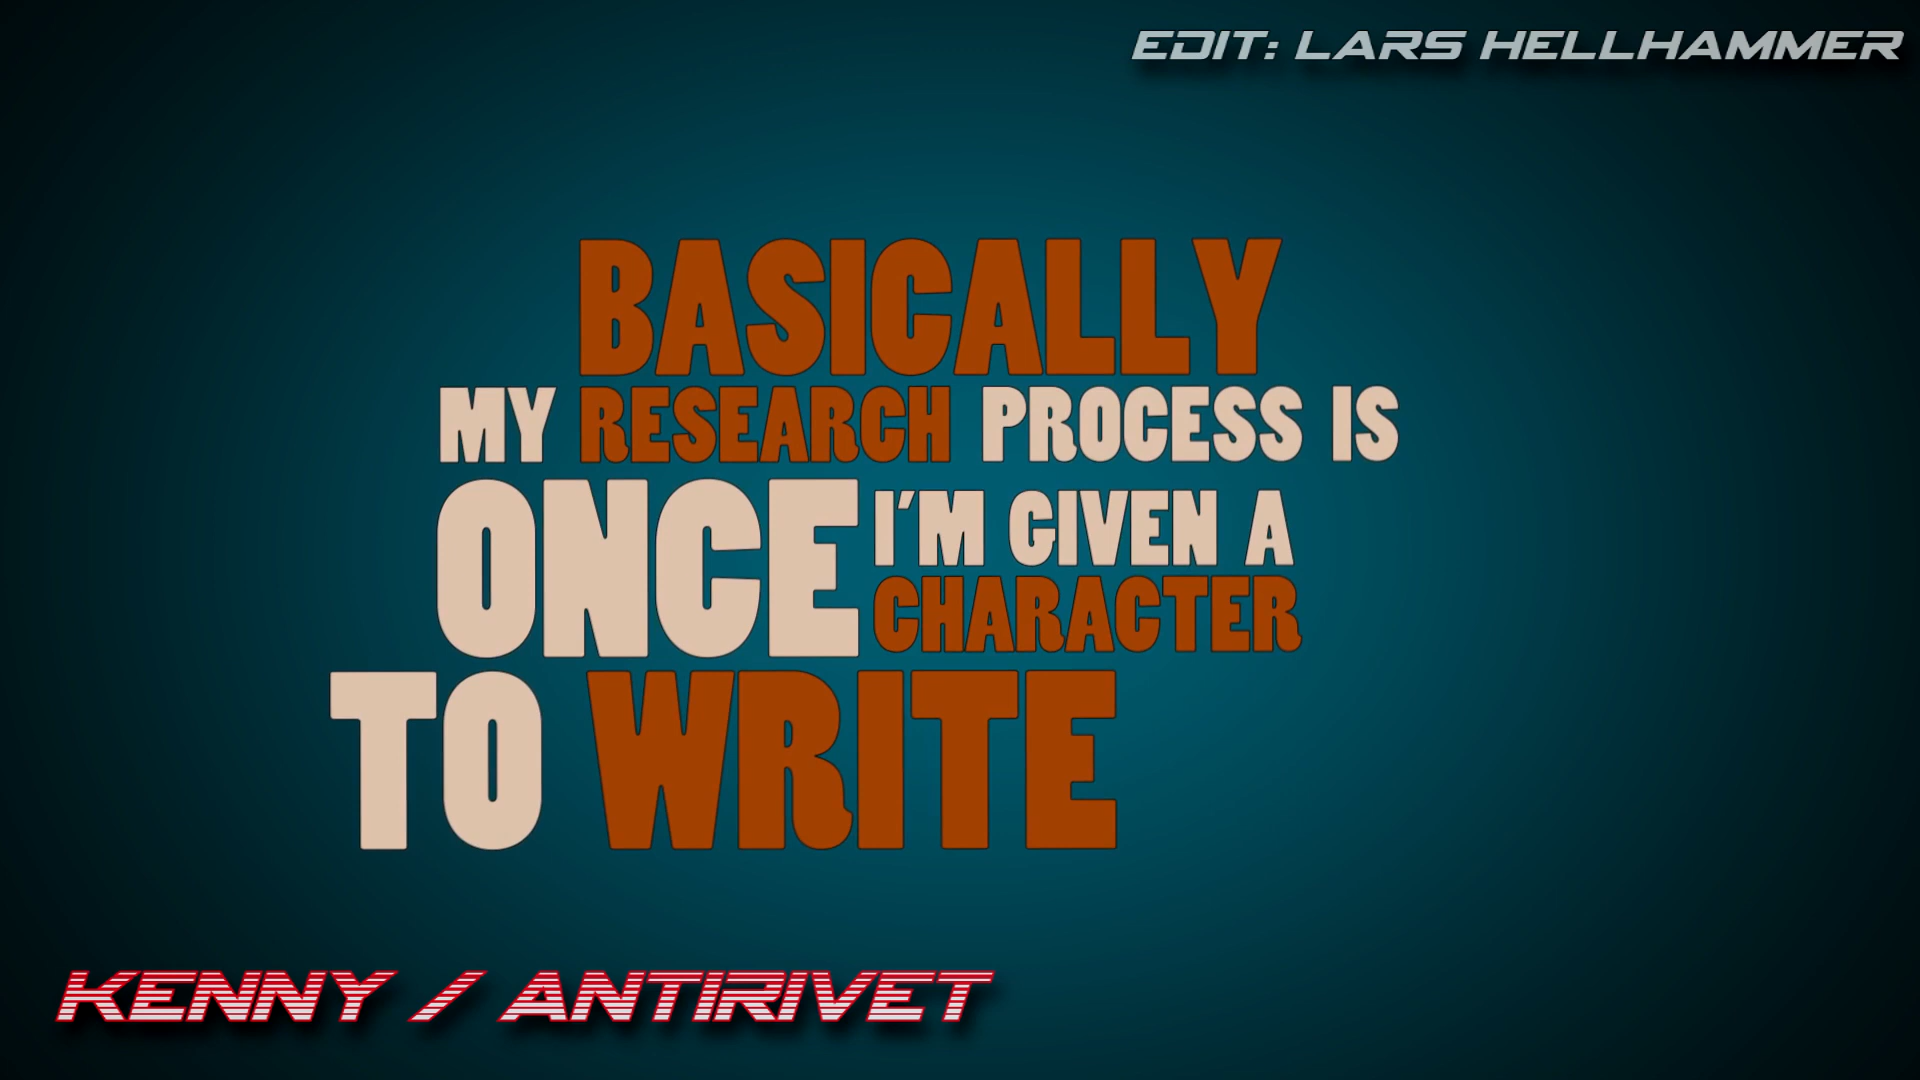 EDIT: LARS HELLHAMMER
BASICALLY
MY RESEARCH PROCESS IS
ONCE I'M GIVEN A
CHARACTER
TO WRITE
KENNY / ANTIRIVET